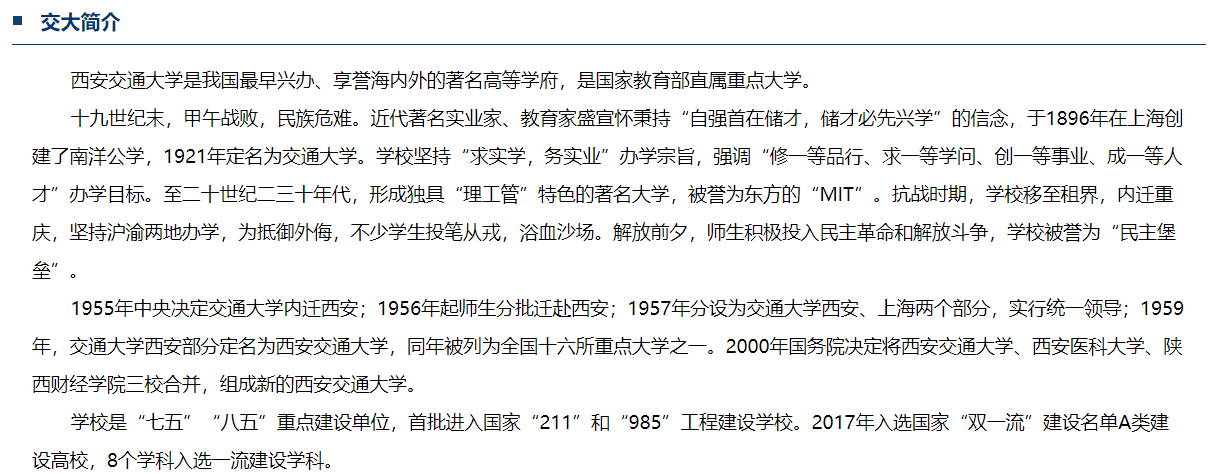 交大简介
西安交通大学是我国最早兴办、享誉海内外的著名高等学府，是国家教育部直属重点大学。
十九世纪末，甲午战败，民族危难。近代著名实业家、教育家盛宣怀秉持“自强首在储才，储才必先兴学”的信念，于1896年在上海创
建了南洋公学，1921年定名为交通大学。学校坚持“求实学，务实业”办学宗旨，强调“修一等品行、求一等学问、创一等事业、成一等人
才”办学目标。至二十世纪二三十年代，形成独具“理工管”特色的著名大学，被誉为东方的“MIT”。抗战时期，学校移至租界，内迁重
庆，坚持沪渝两地办学，为抵御外侮，不少学生投笔从戎，浴血沙场。解放前夕，师生积极投入民主革命和解放斗争，学校被誉为“民主堡
垒”。
1955年中央决定交通大学内迁西安；1956年起师生分批迁赴西安；1957年分设为交通大学西安、上海两个部分，实行统一领导；1959
年，交通大学西安部分定名为西安交通大学，同年被列为全国十六所重点大学之一。2000年国务院决定将西安交通大学、西安医科大学、陕
西财经学院三校合并，组成新的西安交通大学。
学校是“七五”“八五”重点建设单位，首批进入国家“211”和“985”工程建设学校。2017年入选国家“双一流”建设名单A类建
设高校，8个学科入选一流建设学科。